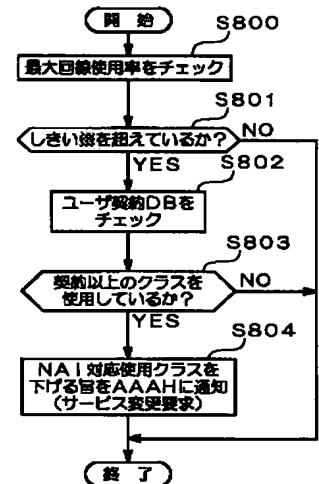 開始
S800
最大回線使用率をチェック
S801
しきい値を超えているか?
NO
YES
S802
ユーザ契約DBを
チェック
S803
契約以上のクラスを
使用しているか?
NO
YES
S804
NAI対応使用クラスを
下げる旨をAAAHに通知
(サービス変更要求)
終了